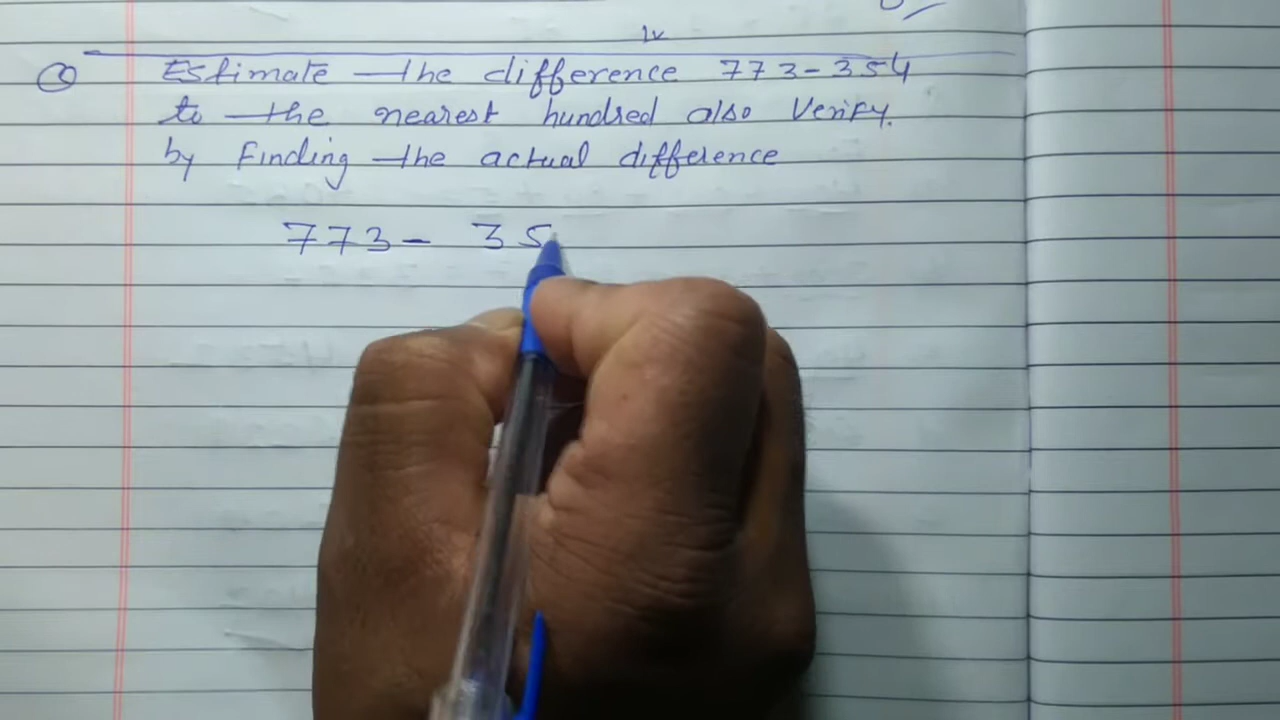 Q Estimate the difference 773-354
to the nearest hundred also Verify.
by Finding the actual difference
773- 35